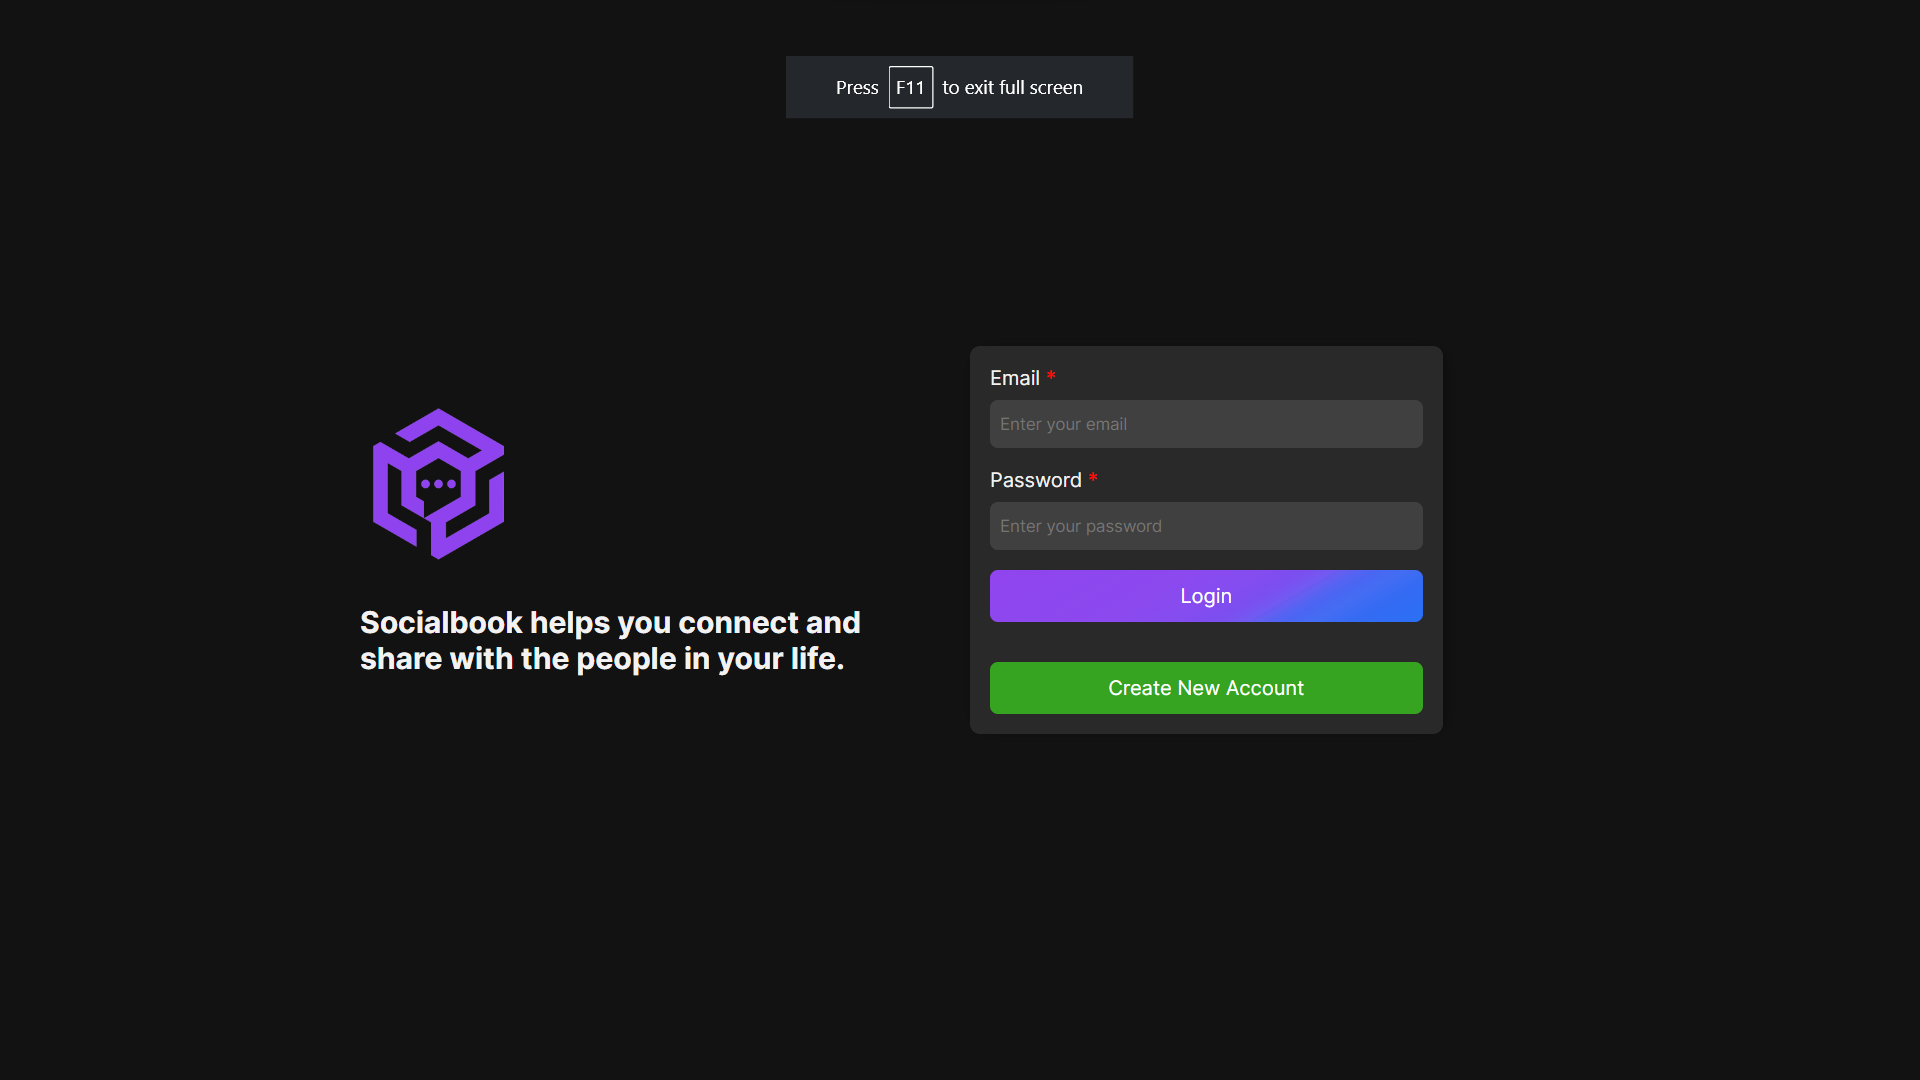 Press F11 to exit full screen
Socialbook helps you connect and
share with the people in your life.
Email *
Enter your email
Password *
Enter your password
Login
Create New Account